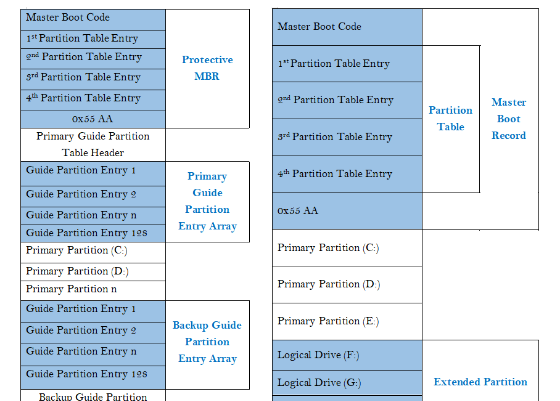 Master Boot Code
1st Partition Table Entry
2nd Partition Table Entry
3rd Partition Table Entry
4th Partition Table Entry
0x55 AA
Protective
MBR
Primary Guide Partition
Table Header
Guide Partition Entry 1
Guide Partition Entry 2
Guide Partition Entry n
Guide Partition Entry 128
Primary
Guide
Partition
Entry Array
Primary Partition (C:)
Primary Partition (D:)
Primary Partition n
Guide Partition Entry 1
Guide Partition Entry 2
Guide Partition Entry n
Guide Partition Entry 128
Backup Guide
Partition
Entry Array
Backup Guide Partition
Master Boot Code
1st Partition Table Entry
2nd Partition Table Entry
3rd Partition Table Entry
4th Partition Table Entry
0x55 AA
Partition
Table
Master
Boot
Record
Primary Partition (C:)
Primary Partition (D:)
Primary Partition (E:)
Logical Drive (F:)
Logical Drive (G:)
Extended Partition